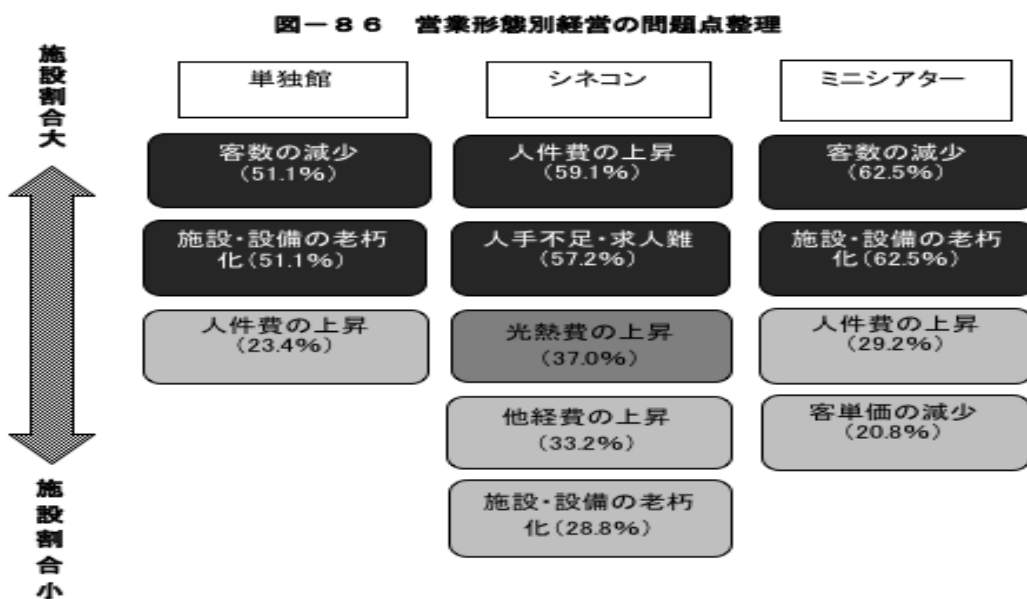 図－８６　営業形態別経営の問題点整理
施設割合大
単独館
シネコン
ミニシアター
客数の減少
(51.1%)
人件費の上昇
(59.1%)
客数の減少
(62.5%)
施設・設備の老朽
化(51.1%)
人手不足・求人難
(57.2%)
施設・設備の老朽
化(62.5%)
人件費の上昇
(23.4%)
光熱費の上昇
(37.0%)
人件費の上昇
(29.2%)
他経費の上昇
(33.2%)
客単価の減少
(20.8%)
施設・設備の老朽
化(28.8%)
施設割合小